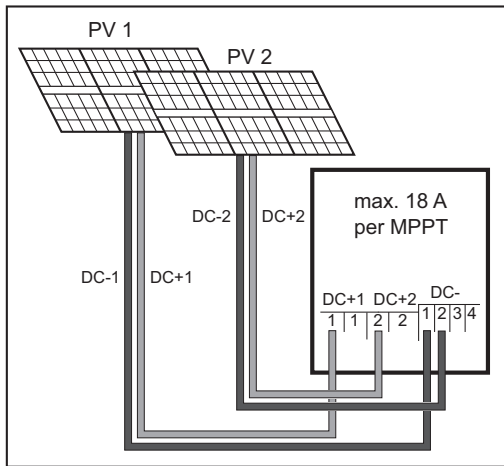 PV 1
PV 2
max. 18 A
per MPPT
DC-2 DC+2
DC-1 DC+1
DC+1 DC+2 DC-
1 1 2 2 1 2 3 4